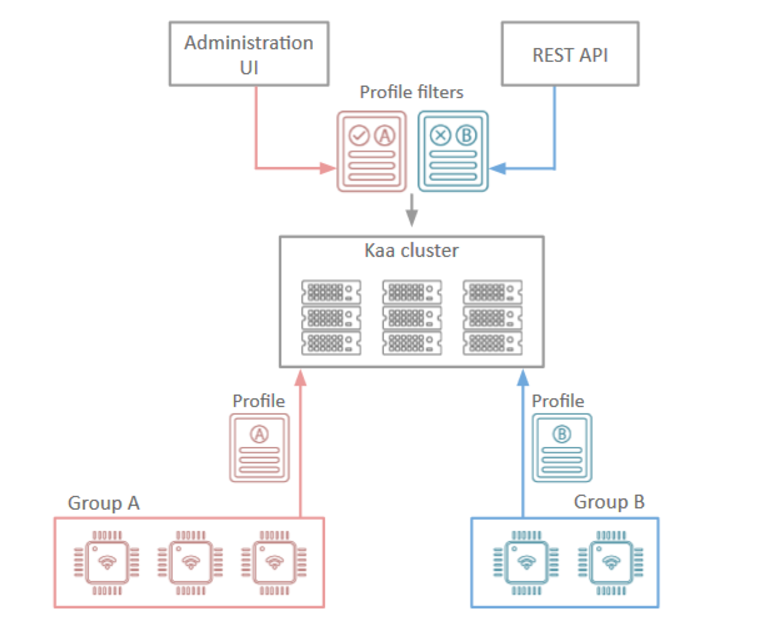 Administration
UI
REST API
Profile filters
A
B
Kaa cluster
Profile
A
Profile
B
Group A
Group B